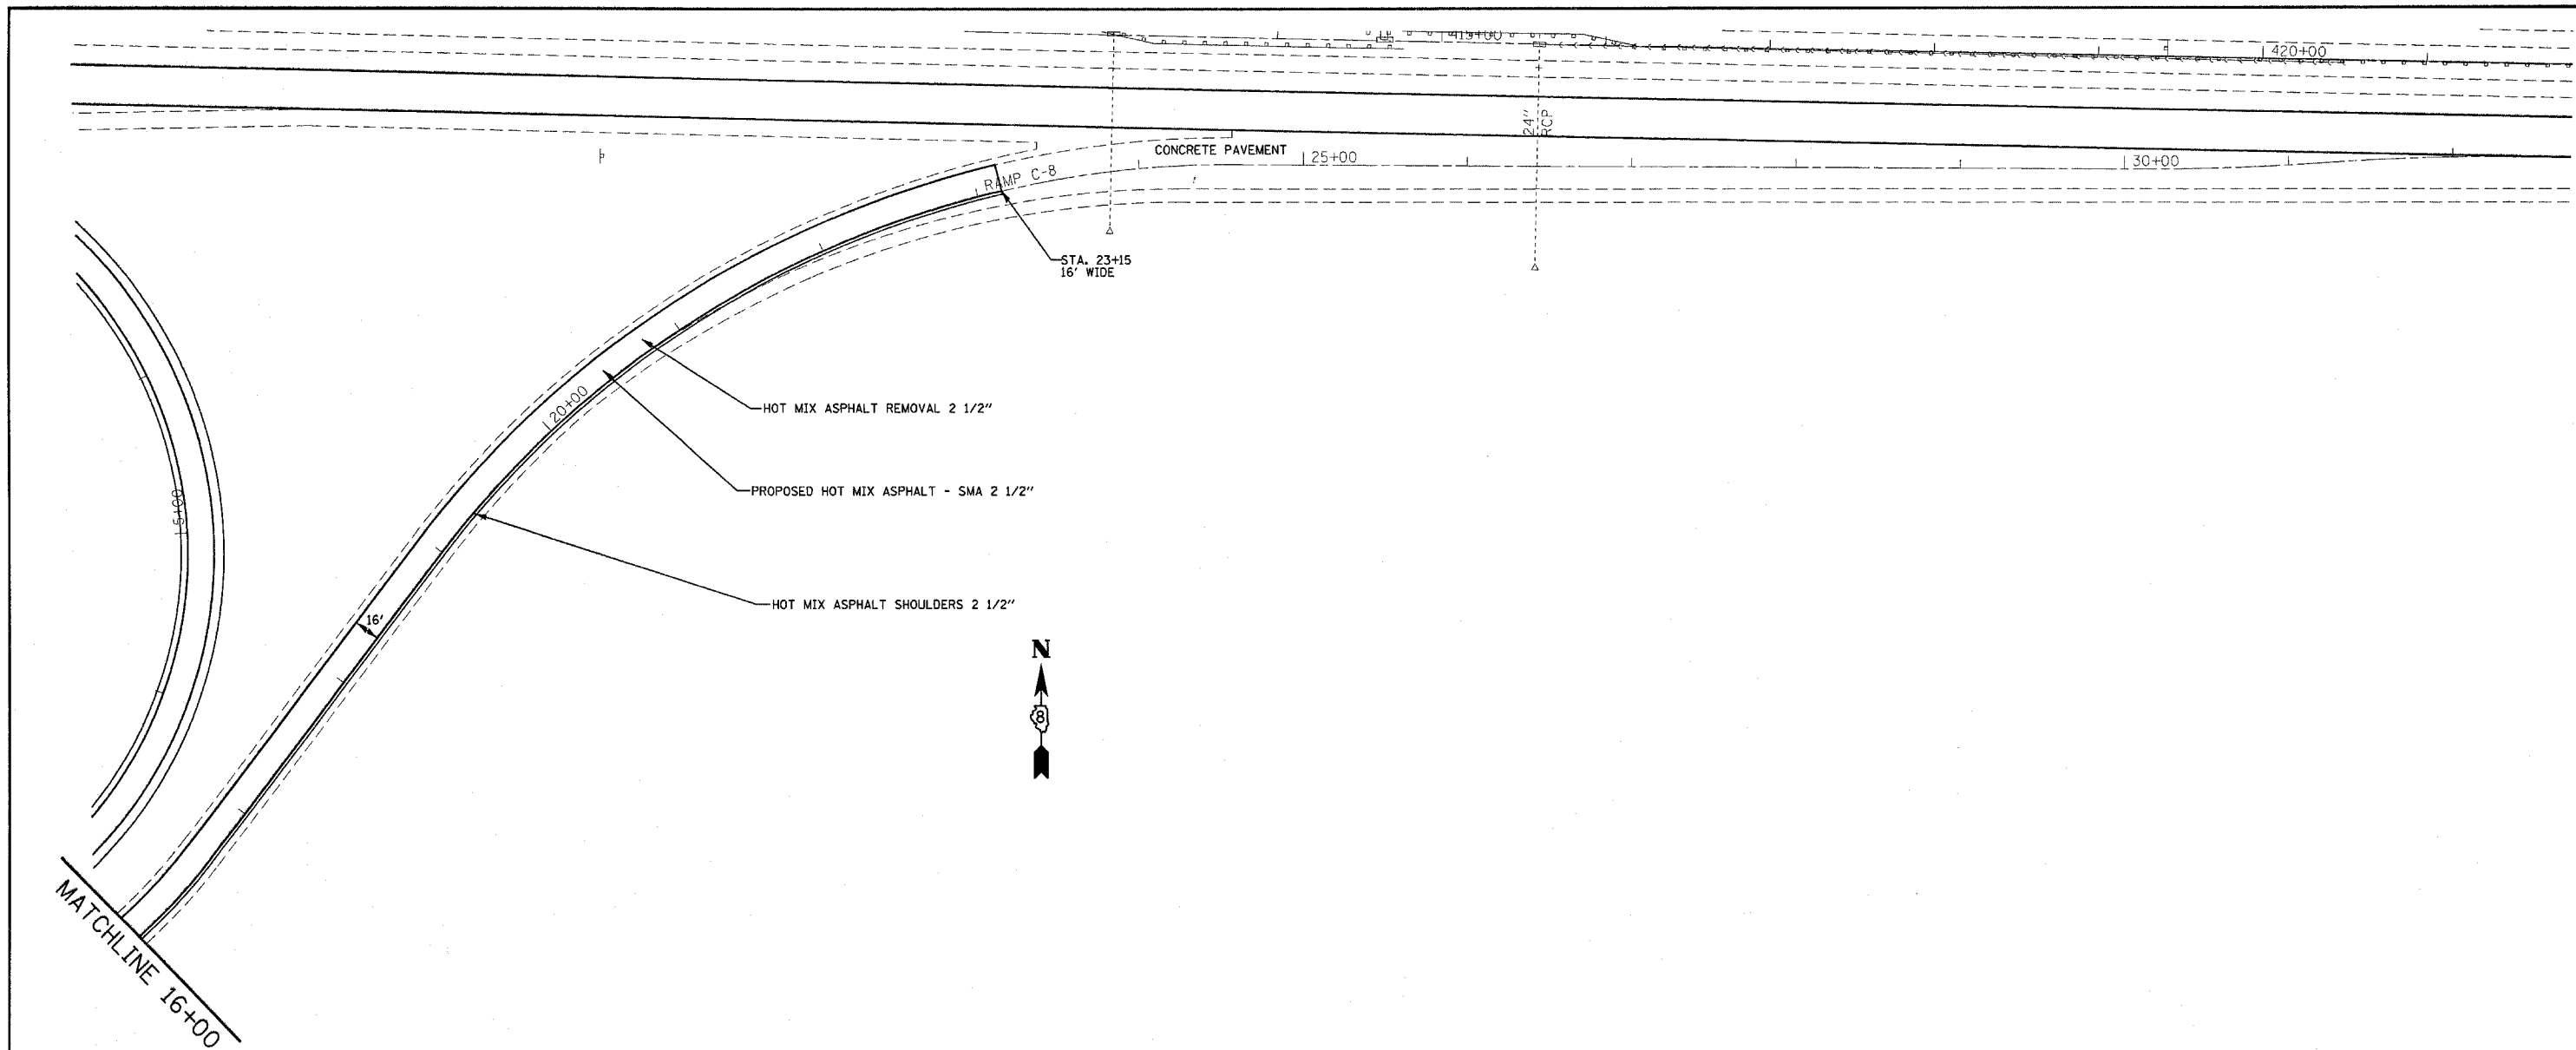 415+00
420+00
24"
RCP
CONCRETE PAVEMENT
25+00
30+00
RAMP C-8
STA. 23+15
16' WIDE
20+00
HOT MIX ASPHALT REMOVAL 2 1/2"
PROPOSED HOT MIX ASPHALT - SMA 2 1/2"
15+00
HOT MIX ASPHALT SHOULDERS 2 1/2"
16'
N
8
MATCHLINE 16+00